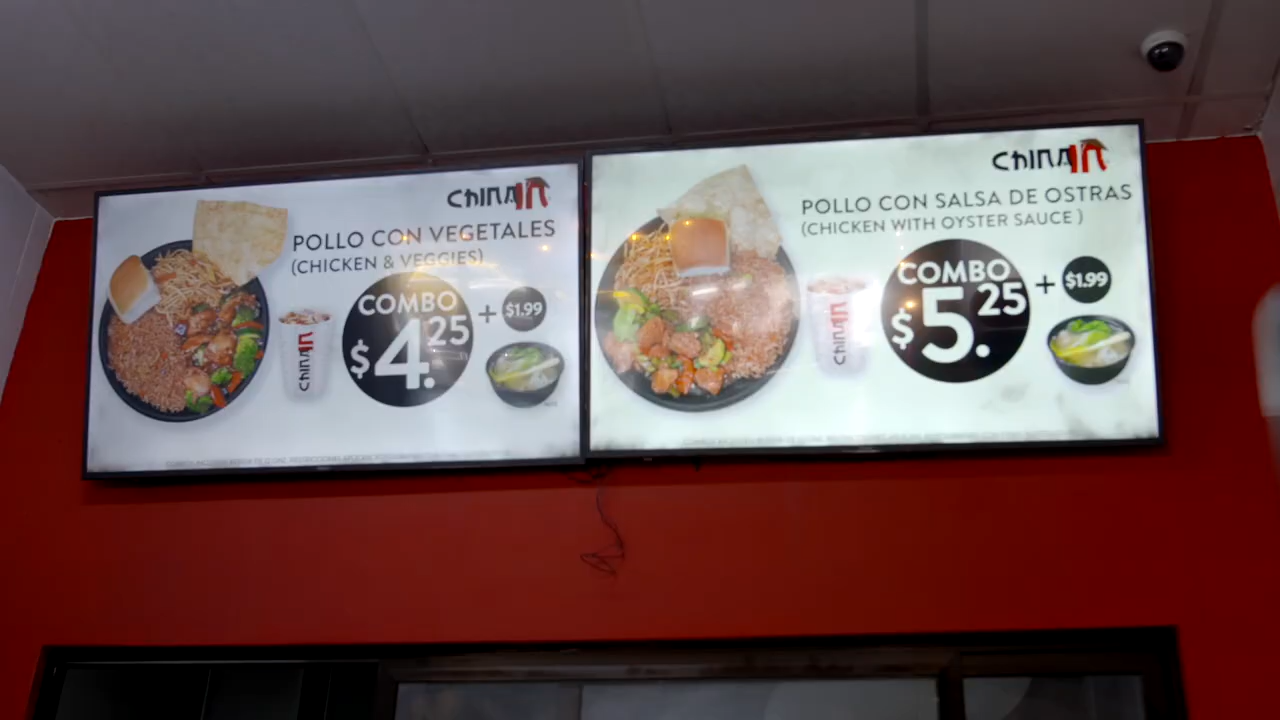 CHINA IN
POLLO CON VEGETALES
(CHICKEN & VEGGIES)
COMBO
$4.25
+ $1.99
CHINA IN
CHINA IN
POLLO CON SALSA DE OSTRAS
(CHICKEN WITH OYSTER SAUCE )
COMBO
$5.25
+ $1.99
CHINA IN